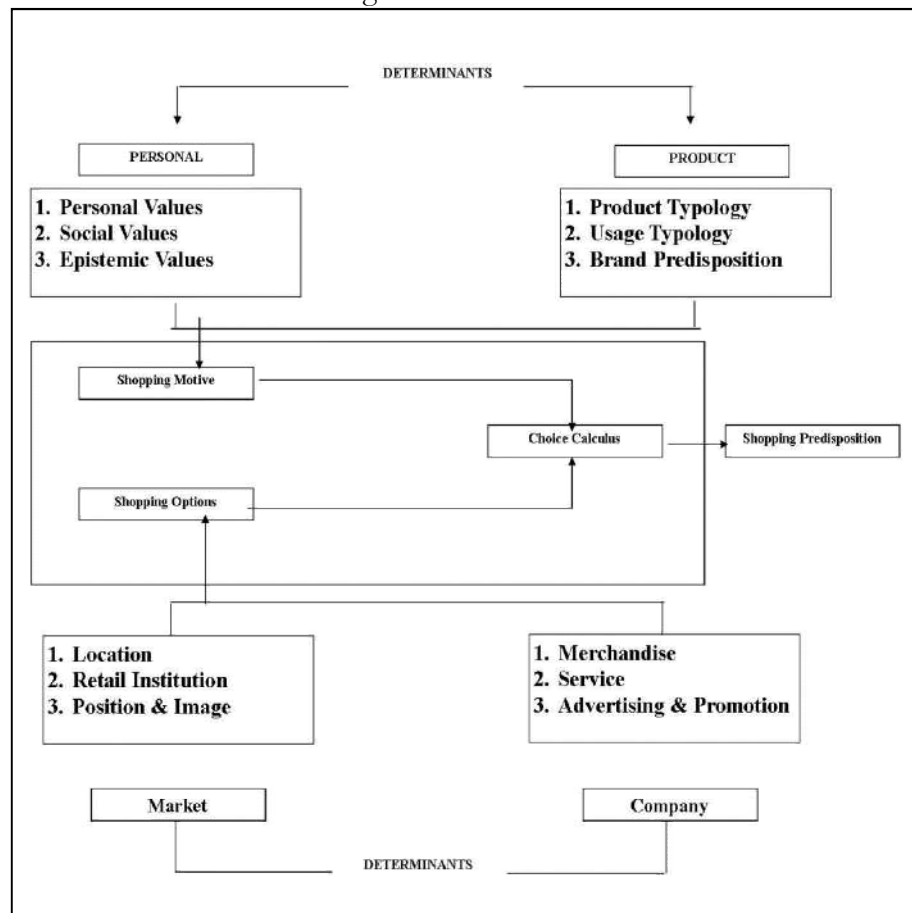 DETERMINANTS
PERSONAL
PRODUCT
1. Personal Values
2. Social Values
3. Epistemic Values
1. Product Typology
2. Usage Typology
3. Brand Predisposition
Shopping Motive
Choice Calculus
Shopping Predisposition
Shopping Options
1. Location
2. Retail Institution
3. Position & Image
1. Merchandise
2. Service
3. Advertising & Promotion
Market
Company
DETERMINANTS